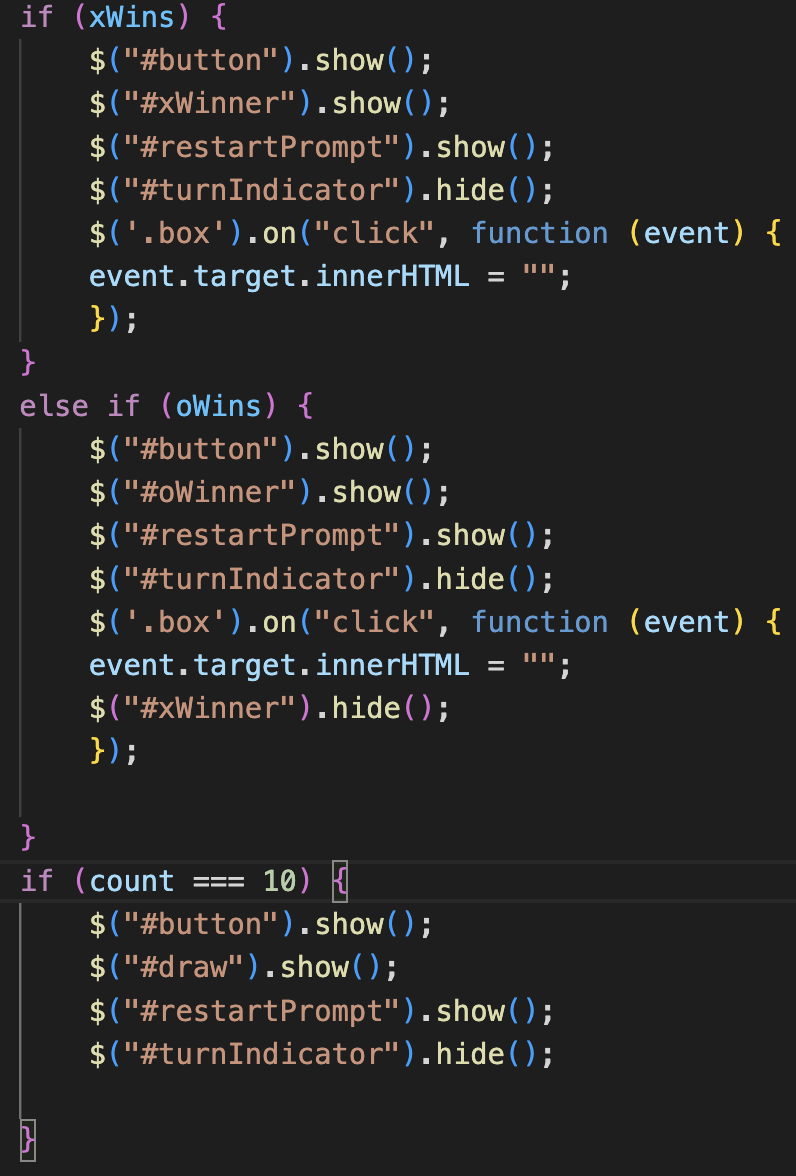 if (xWins) {
    $("#button").show();
    $("#xWinner").show();
    $("#restartPrompt").show();
    $("#turnIndicator").hide();
    $('.box').on("click", function (event) {
    event.target.innerHTML = "";
    });
}
else if (oWins) {
    $("#button").show();
    $("#oWinner").show();
    $("#restartPrompt").show();
    $("#turnIndicator").hide();
    $('.box').on("click", function (event) {
    event.target.innerHTML = "";
    $("#xWinner").hide();
    });

}
if (count === 10) {
    $("#button").show();
    $("#draw").show();
    $("#restartPrompt").show();
    $("#turnIndicator").hide();

}